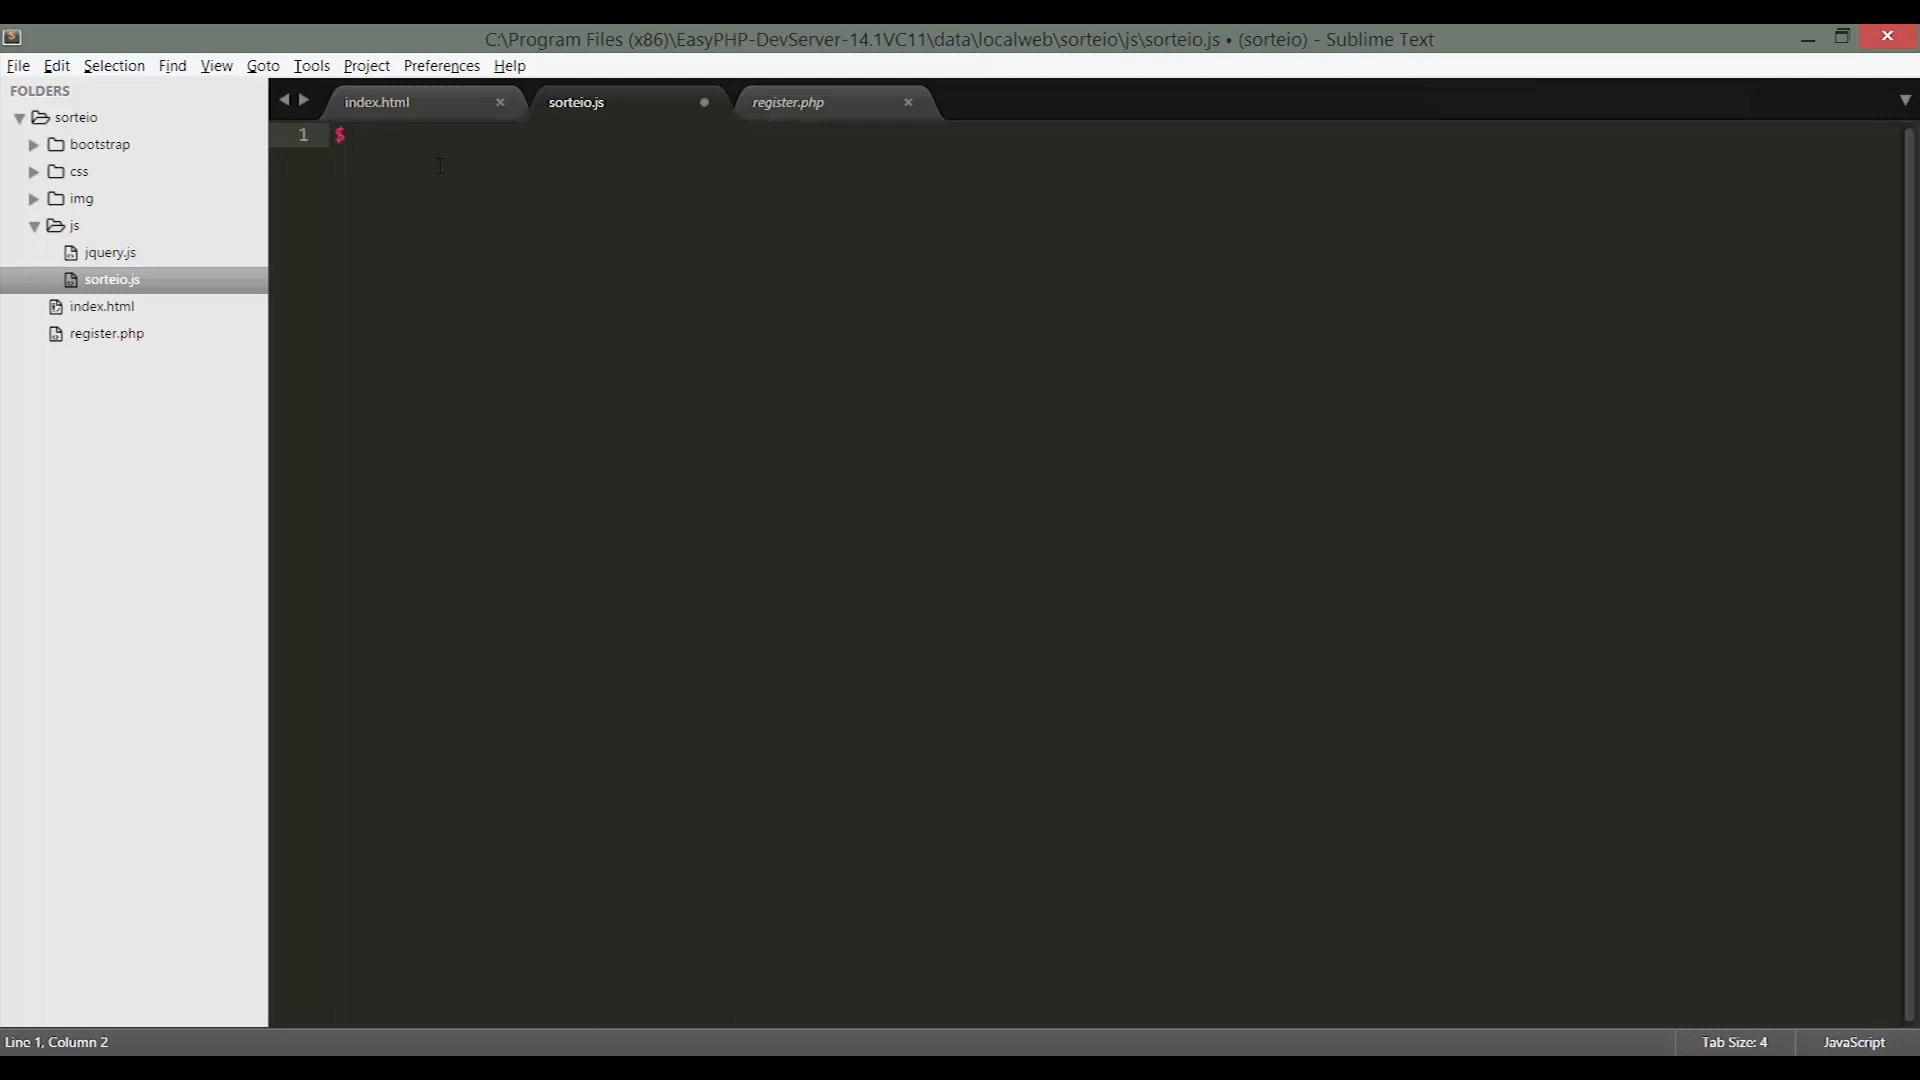 C:\Program Files (x86)\EasyPHP-DevServer-14.1VC11\data\localweb\sorteio\js\sorteio.js • (sorteio) - Sublime Text
File Edit Selection Find View Goto Tools Project Preferences Help
FOLDERS
sorteio
bootstrap
css
img
js
jquery.js
sorteio.js
index.html
register.php
index.html sorteio.js register.php
1 $
Line 1, Column 2 Tab Size: 4 JavaScript